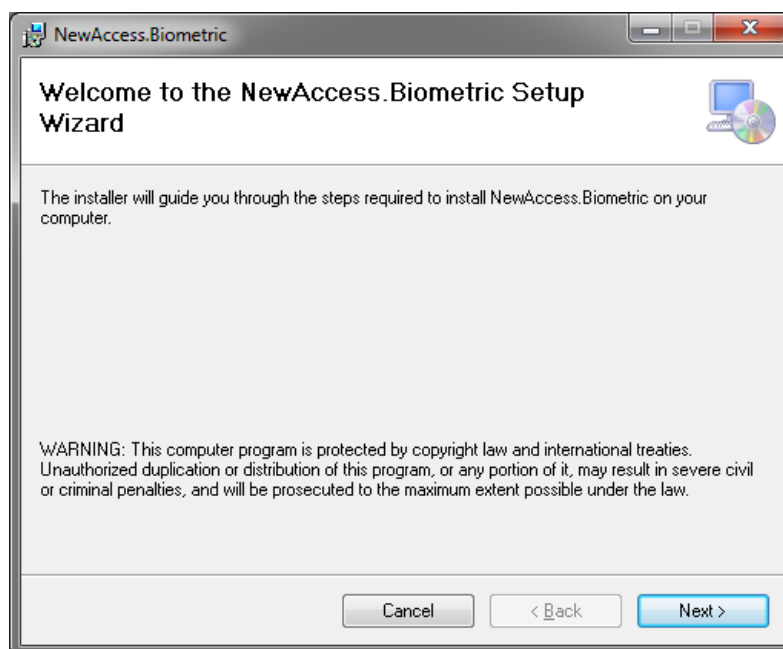 NewAccess.Biometric
Welcome to the NewAccess.Biometric Setup
Wizard
The installer will guide you through the steps required to install NewAccess.Biometric on your
computer.
WARNING: This computer program is protected by copyright law and international treaties.
Unauthorized duplication or distribution of this program, or any portion of it, may result in severe civil
or criminal penalties, and will be prosecuted to the maximum extent possible under the law.
Cancel
< Back
Next >